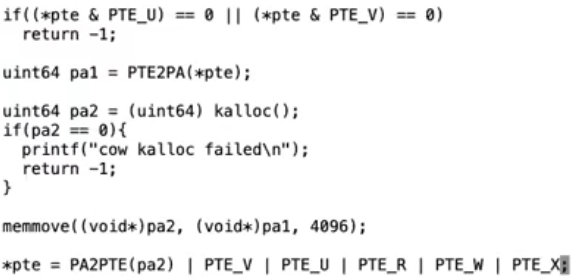 if((*pte & PTE_U) == 0 || (*pte & PTE_V) == 0)
  return -1;
uint64 pa1 = PTE2PA(*pte);
uint64 pa2 = (uint64) kalloc();
if(pa2 == 0){
  printf("cow kalloc failed\n");
  return -1;
}
memmove((void*)pa2, (void*)pa1, 4096);
*pte = PA2PTE(pa2) | PTE_V | PTE_U | PTE_R | PTE_W | PTE_X;